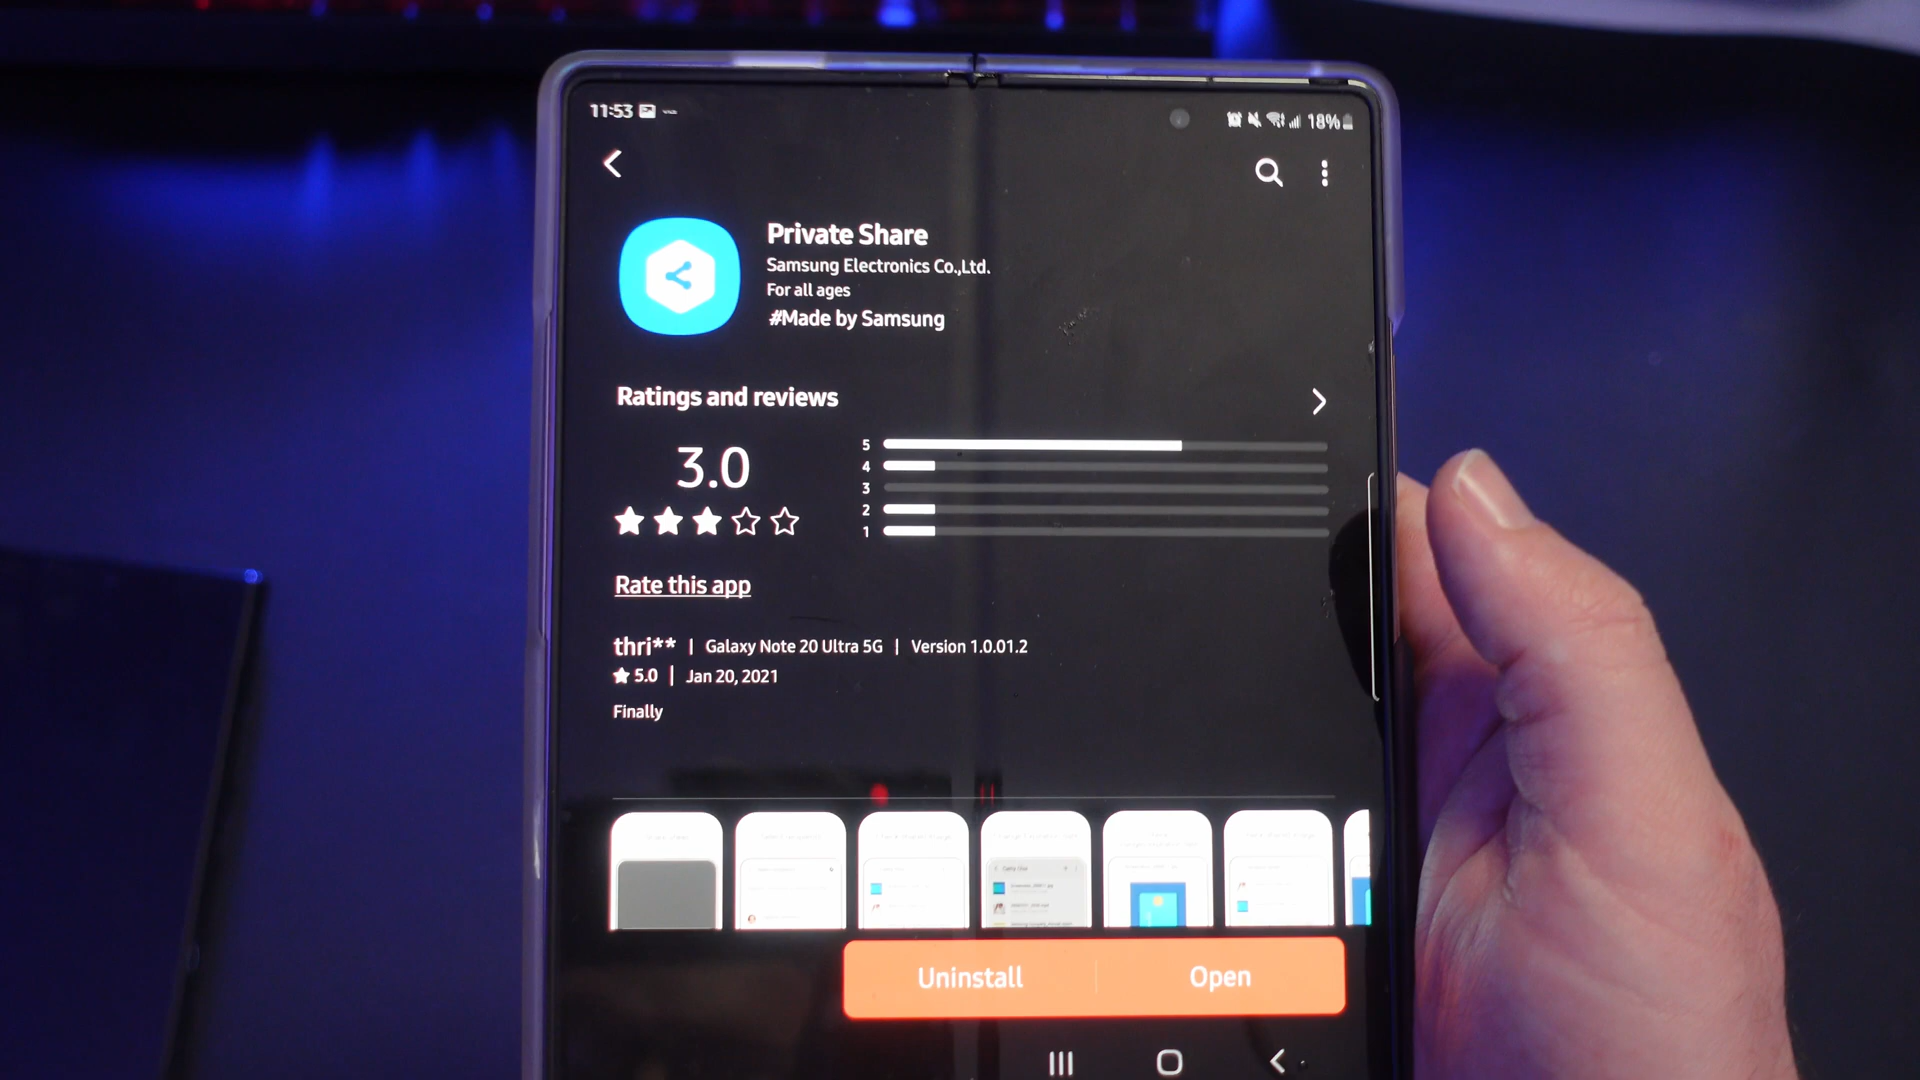 11:53
18%
Private Share
Samsung Electronics Co.,Ltd.
For all ages
#Made by Samsung
Ratings and reviews
3.0
5
4
3
2
1
Rate this app
thri** | Galaxy Note 20 Ultra 5G | Version 1.0.01.2
5.0 | Jan 20, 2021
Finally
Uninstall
Open